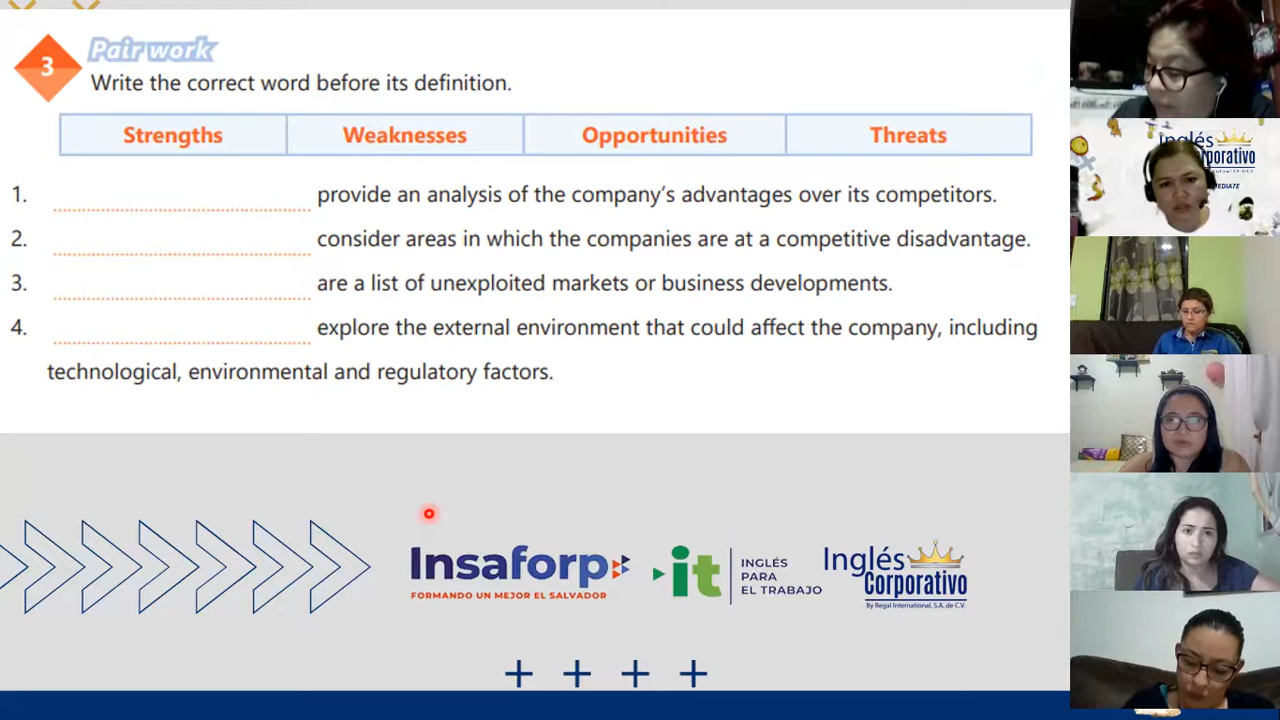 Pair work
3
Write the correct word before its definition.
Strengths Weaknesses Opportunities Threats
1. provide an analysis of the company's advantages over its competitors.
2. consider areas in which the companies are at a competitive disadvantage.
3. are a list of unexploited markets or business developments.
4. explore the external environment that could affect the company, including
technological, environmental and regulatory factors.
Insaforp
FORMANDO UN MEJOR EL SALVADOR
it
INGLÉS
PARA
EL TRABAJO
Inglés
Corporativo
By Regal International, S.A. de C.V.
Inglés